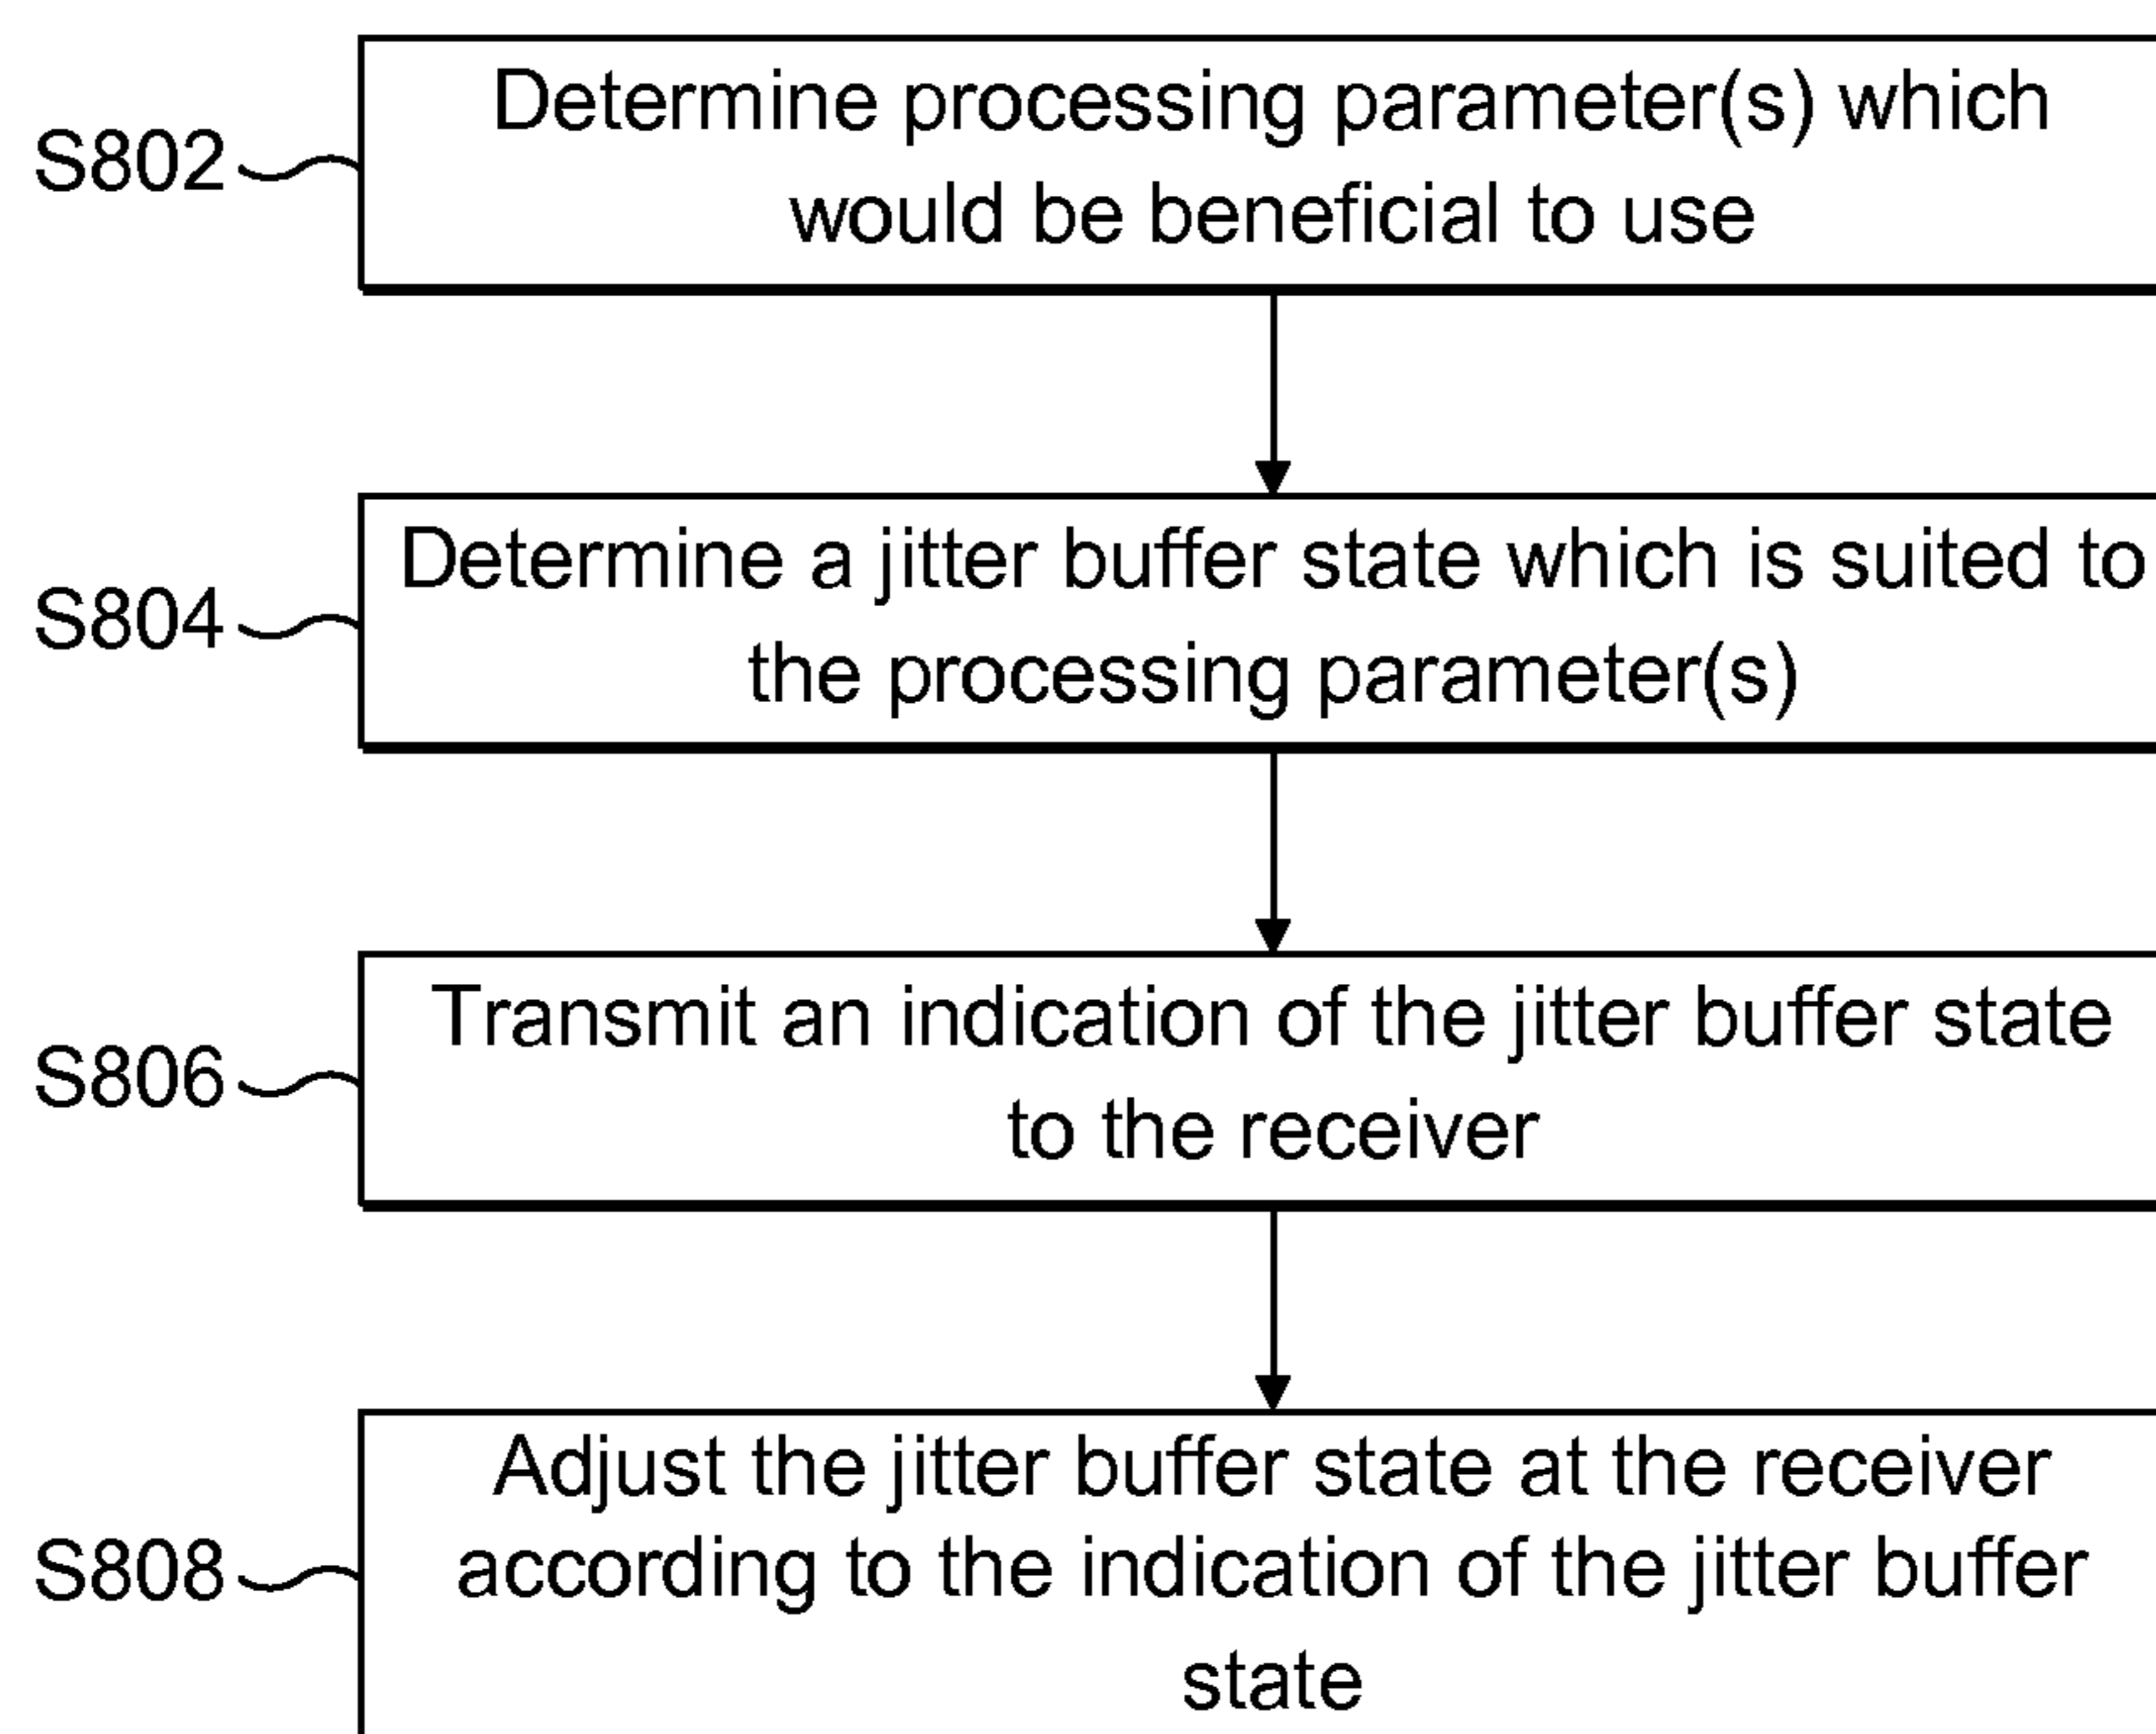 Determine processing parameter(s) which
S802
would be beneficial to use
Determine a jitter buffer state which is suited to
S804
the processing parameter(s)
Transmit an indication of the jitter buffer state
S806
to the receiver
Adjust the jitter buffer state at the receiver
S808
according to the indication of the jitter buffer
state